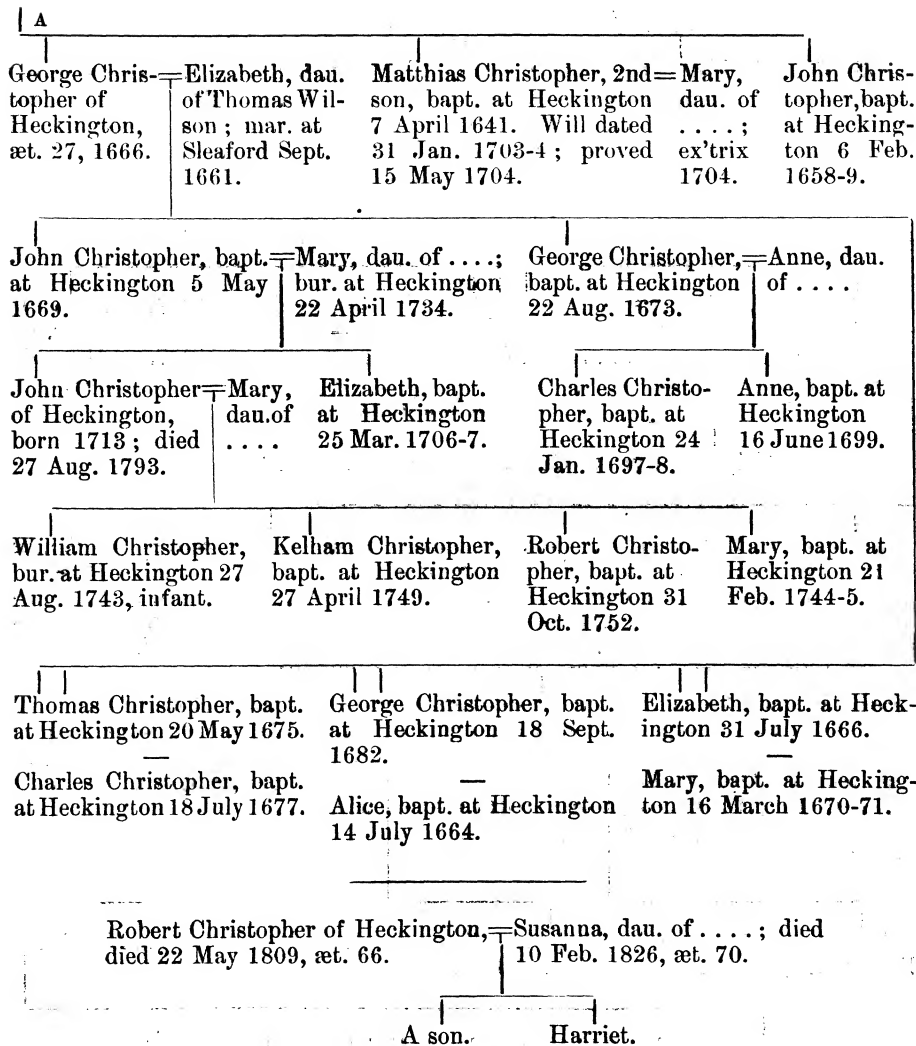 A
George Chris-
topher of
Heckington,
æt. 27, 1666.
Elizabeth, dau.
of Thomas Wil-
son ; mar. at
Sleaford Sept.
1661.
Matthias Christopher, 2nd
son, bapt. at Heckington
7 April 1641. Will dated
31 Jan. 1703-4 ; proved
15 May 1704.
Mary,
dau. of
. . . . ;
ex'trix
1704.
John Chris-
topher, bapt.
at Hecking-
ton 6 Feb.
1658-9.
John Christopher, bapt.
at Heckington 5 May
1669.
Mary, dau. of . . . . ;
bur. at Heckington
22 April 1734.
George Christopher,
bapt. at Heckington
22 Aug. 1673.
Anne, dau.
of . . . .
John Christopher
of Heckington,
born 1713 ; died
27 Aug. 1793.
Mary,
dau. of
. . . .
Elizabeth, bapt.
at Heckington
25 Mar. 1706-7.
Charles Christo-
pher, bapt. at
Heckington 24
Jan. 1697-8.
Anne, bapt. at
Heckington
16 June 1699.
William Christopher,
bur. at Heckington 27
Aug. 1743, infant.
Kelham Christopher,
bapt. at Heckington
27 April 1749.
Robert Christo-
pher, bapt. at
Heckington 31
Oct. 1752.
Mary, bapt. at
Heckington 21
Feb. 1744-5.
Thomas Christopher, bapt.
at Heckington 20 May 1675.
—
Charles Christopher, bapt.
at Heckington 18 July 1677.
George Christopher, bapt.
at Heckington 18 Sept.
1682.
—
Alice, bapt. at Heckington
14 July 1664.
Elizabeth, bapt. at Heck-
ington 31 July 1666.
—
Mary, bapt. at Hecking-
ton 16 March 1670-71.
Robert Christopher of Heckington,
died 22 May 1809, æt. 66.
Susanna, dau. of . . . . ; died
10 Feb. 1826, æt. 70.
A son.
Harriet.